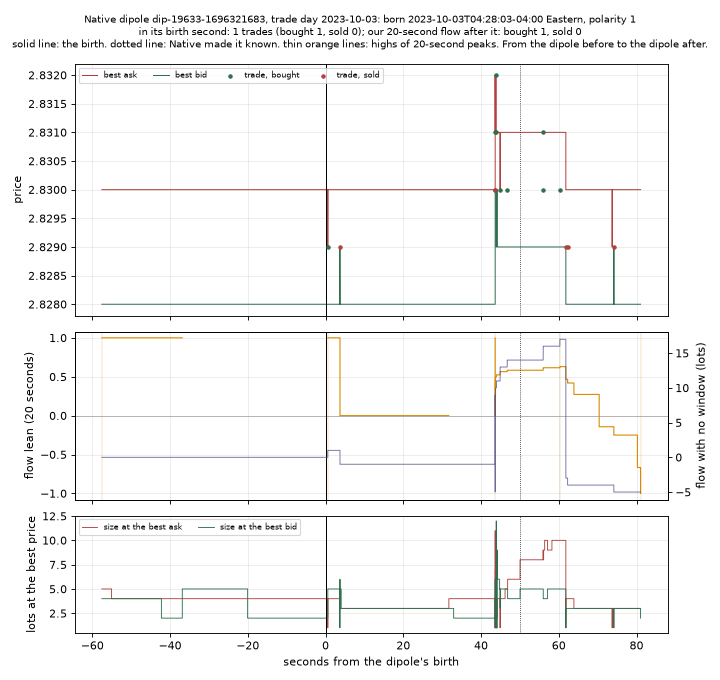 Native dipole dip-19633-1696321683, trade day 2023-10-03: born 2023-10-03T04:28:03-04:00 Eastern, polarity 1
in its birth second: 1 trades (bought 1, sold 0); our 20-second flow after it: bought 1, sold 0
solid line: the birth. dotted line: Native made it known. thin orange lines: highs of 20-second peaks. From the dipole before to the dipole after.
best ask best bid trade, bought trade, sold
2.8320
2.8315
2.8310
2.8305
2.8300
2.8295
2.8290
2.8285
2.8280
price
1.0
0.5
0.0
−0.5
−1.0
flow lean (20 seconds)
15
10
5
0
−5
flow with no window (lots)
size at the best ask size at the best bid
12.5
10.0
7.5
5.0
2.5
lots at the best price
−60 −40 −20 0 20 40 60 80
seconds from the dipole's birth